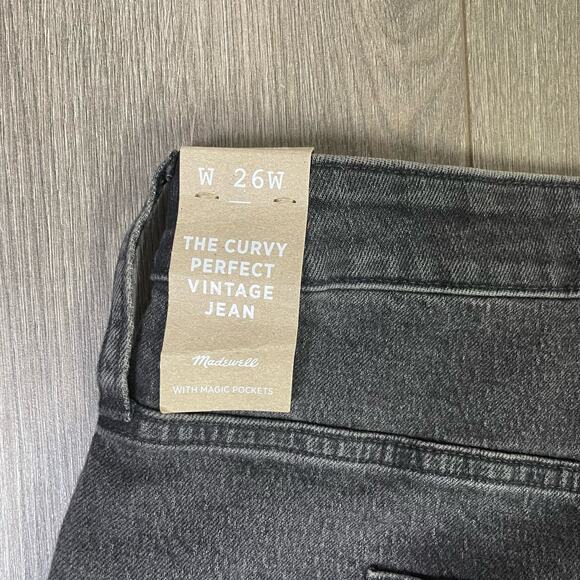 W 26W
THE CURVY
PERFECT
VINTAGE
JEAN
Madewell
WITH MAGIC POCKETS